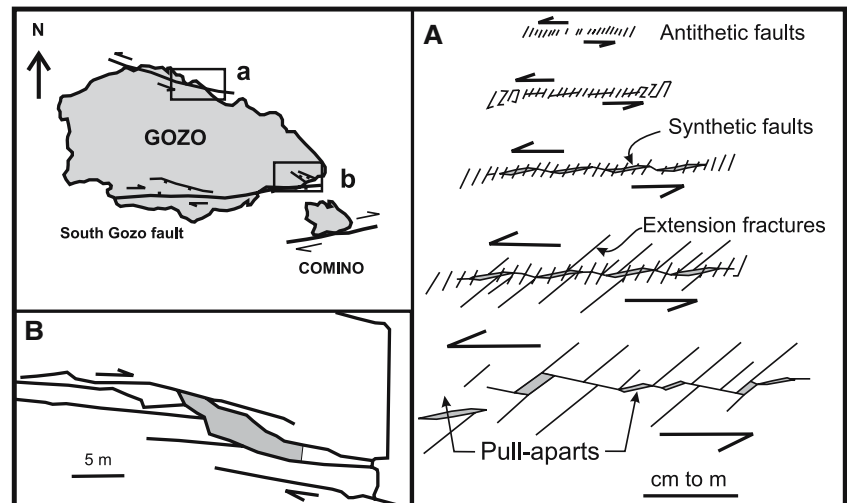 N
a
GOZO
b
South Gozo fault
COMINO
B
5 m
A
Antithetic faults
Synthetic faults
Extension fractures
Pull-aparts
cm to m